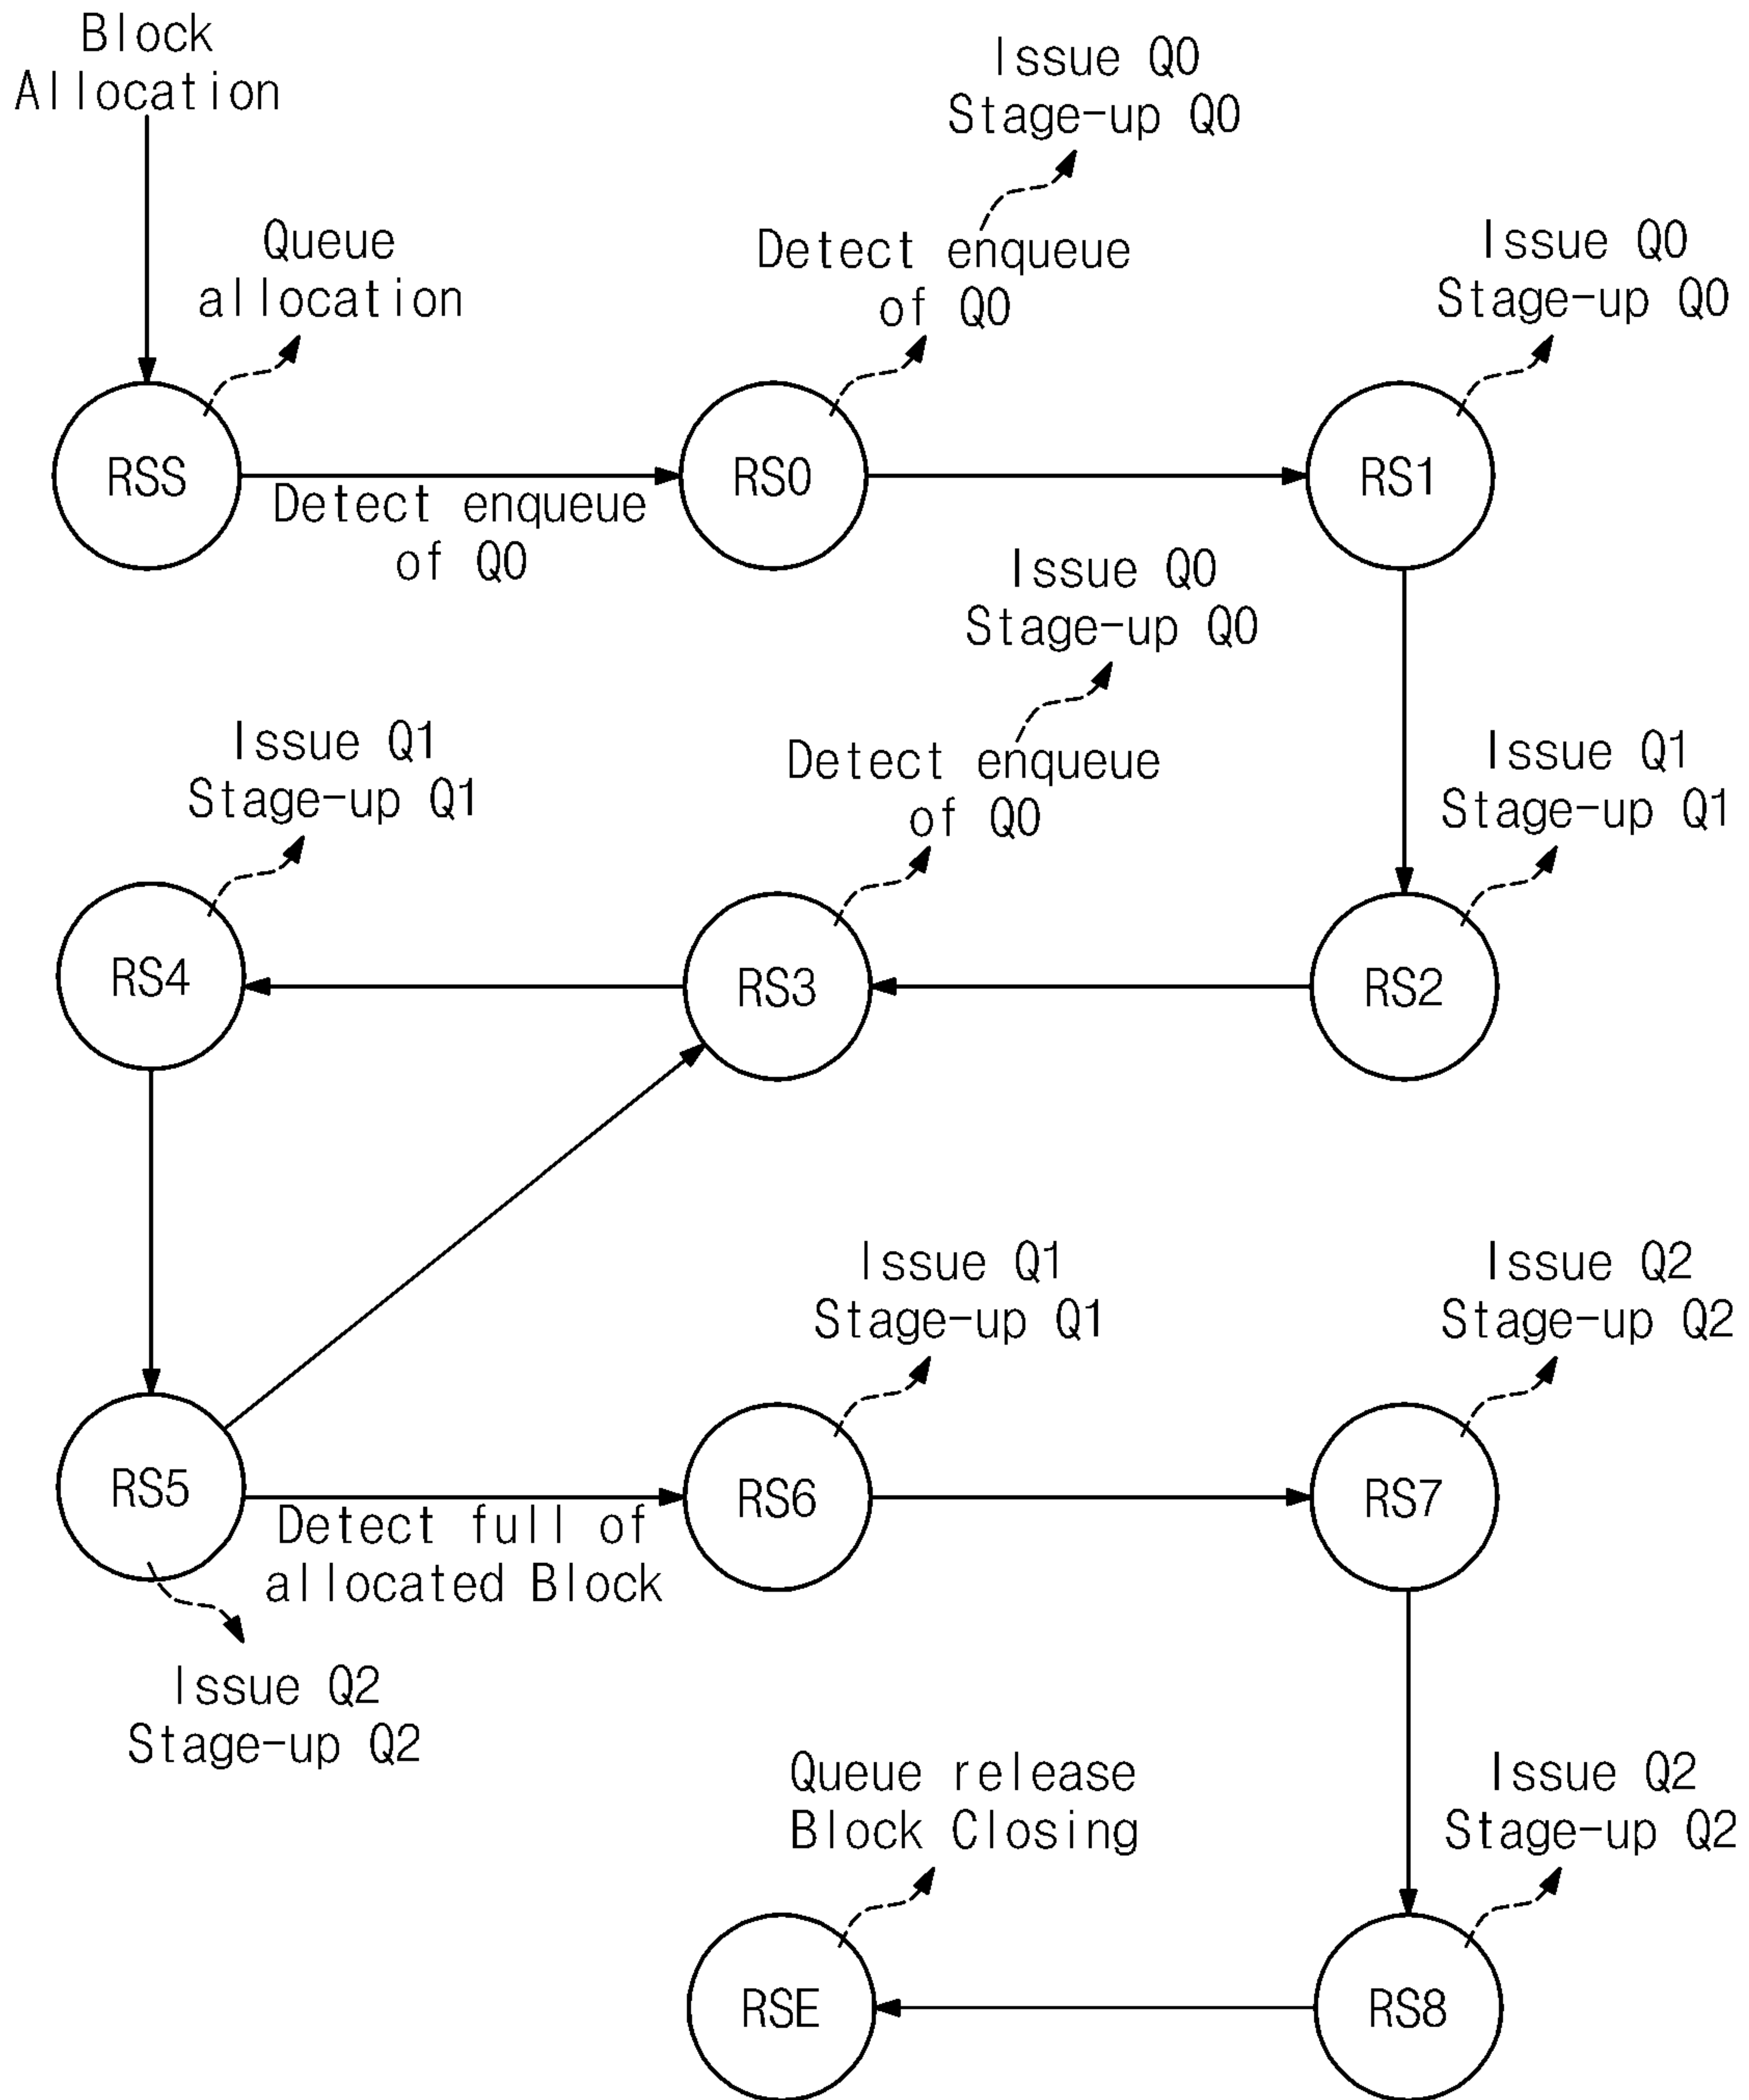 Block
Allocation
Issue Q0
Stage-up Q0
Queue
allocation
Detect enqueue
of Q0
Issue Q0
Stage-up Q0
RSS
Detect enqueue
of Q0
RS0
RS1
Issue Q0
Stage-up Q0
Issue Q1
Stage-up Q1
Detect enqueue
of Q0
Issue Q1
Stage-up Q1
RS4
RS3
RS2
Issue Q1
Stage-up Q1
Issue Q2
Stage-up Q2
RS5
Detect full of
allocated Block
RS6
RS7
Issue Q2
Stage-up Q2
Queue release
Block Closing
Issue Q2
Stage-up Q2
RSE
RS8